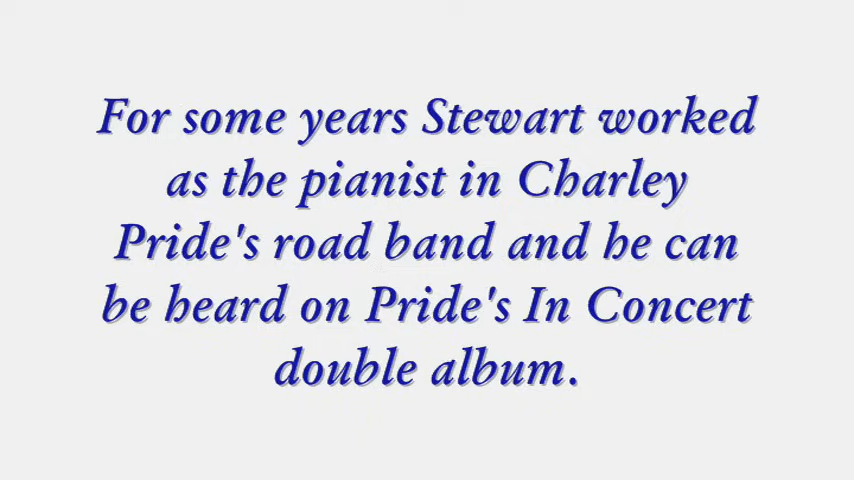 For some years Stewart worked
as the pianist in Charley
Pride's road band and he can
be heard on Pride's In Concert
double album.